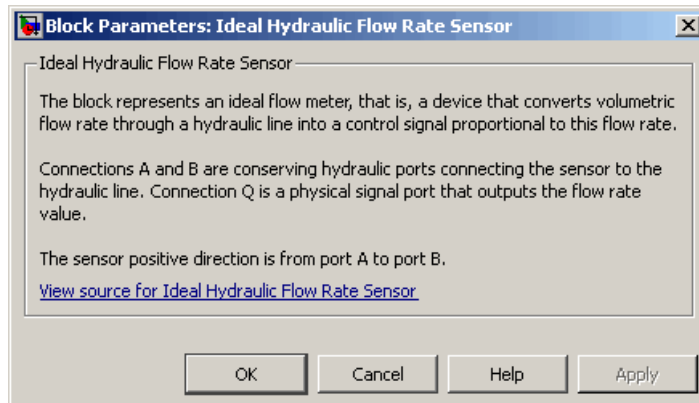 Block Parameters: Ideal Hydraulic Flow Rate Sensor
Ideal Hydraulic Flow Rate Sensor
The block represents an ideal flow meter, that is, a device that converts volumetric
flow rate through a hydraulic line into a control signal proportional to this flow rate.
Connections A and B are conserving hydraulic ports connecting the sensor to the
hydraulic line. Connection Q is a physical signal port that outputs the flow rate
value.
The sensor positive direction is from port A to port B.
View source for Ideal Hydraulic Flow Rate Sensor
OK Cancel Help Apply